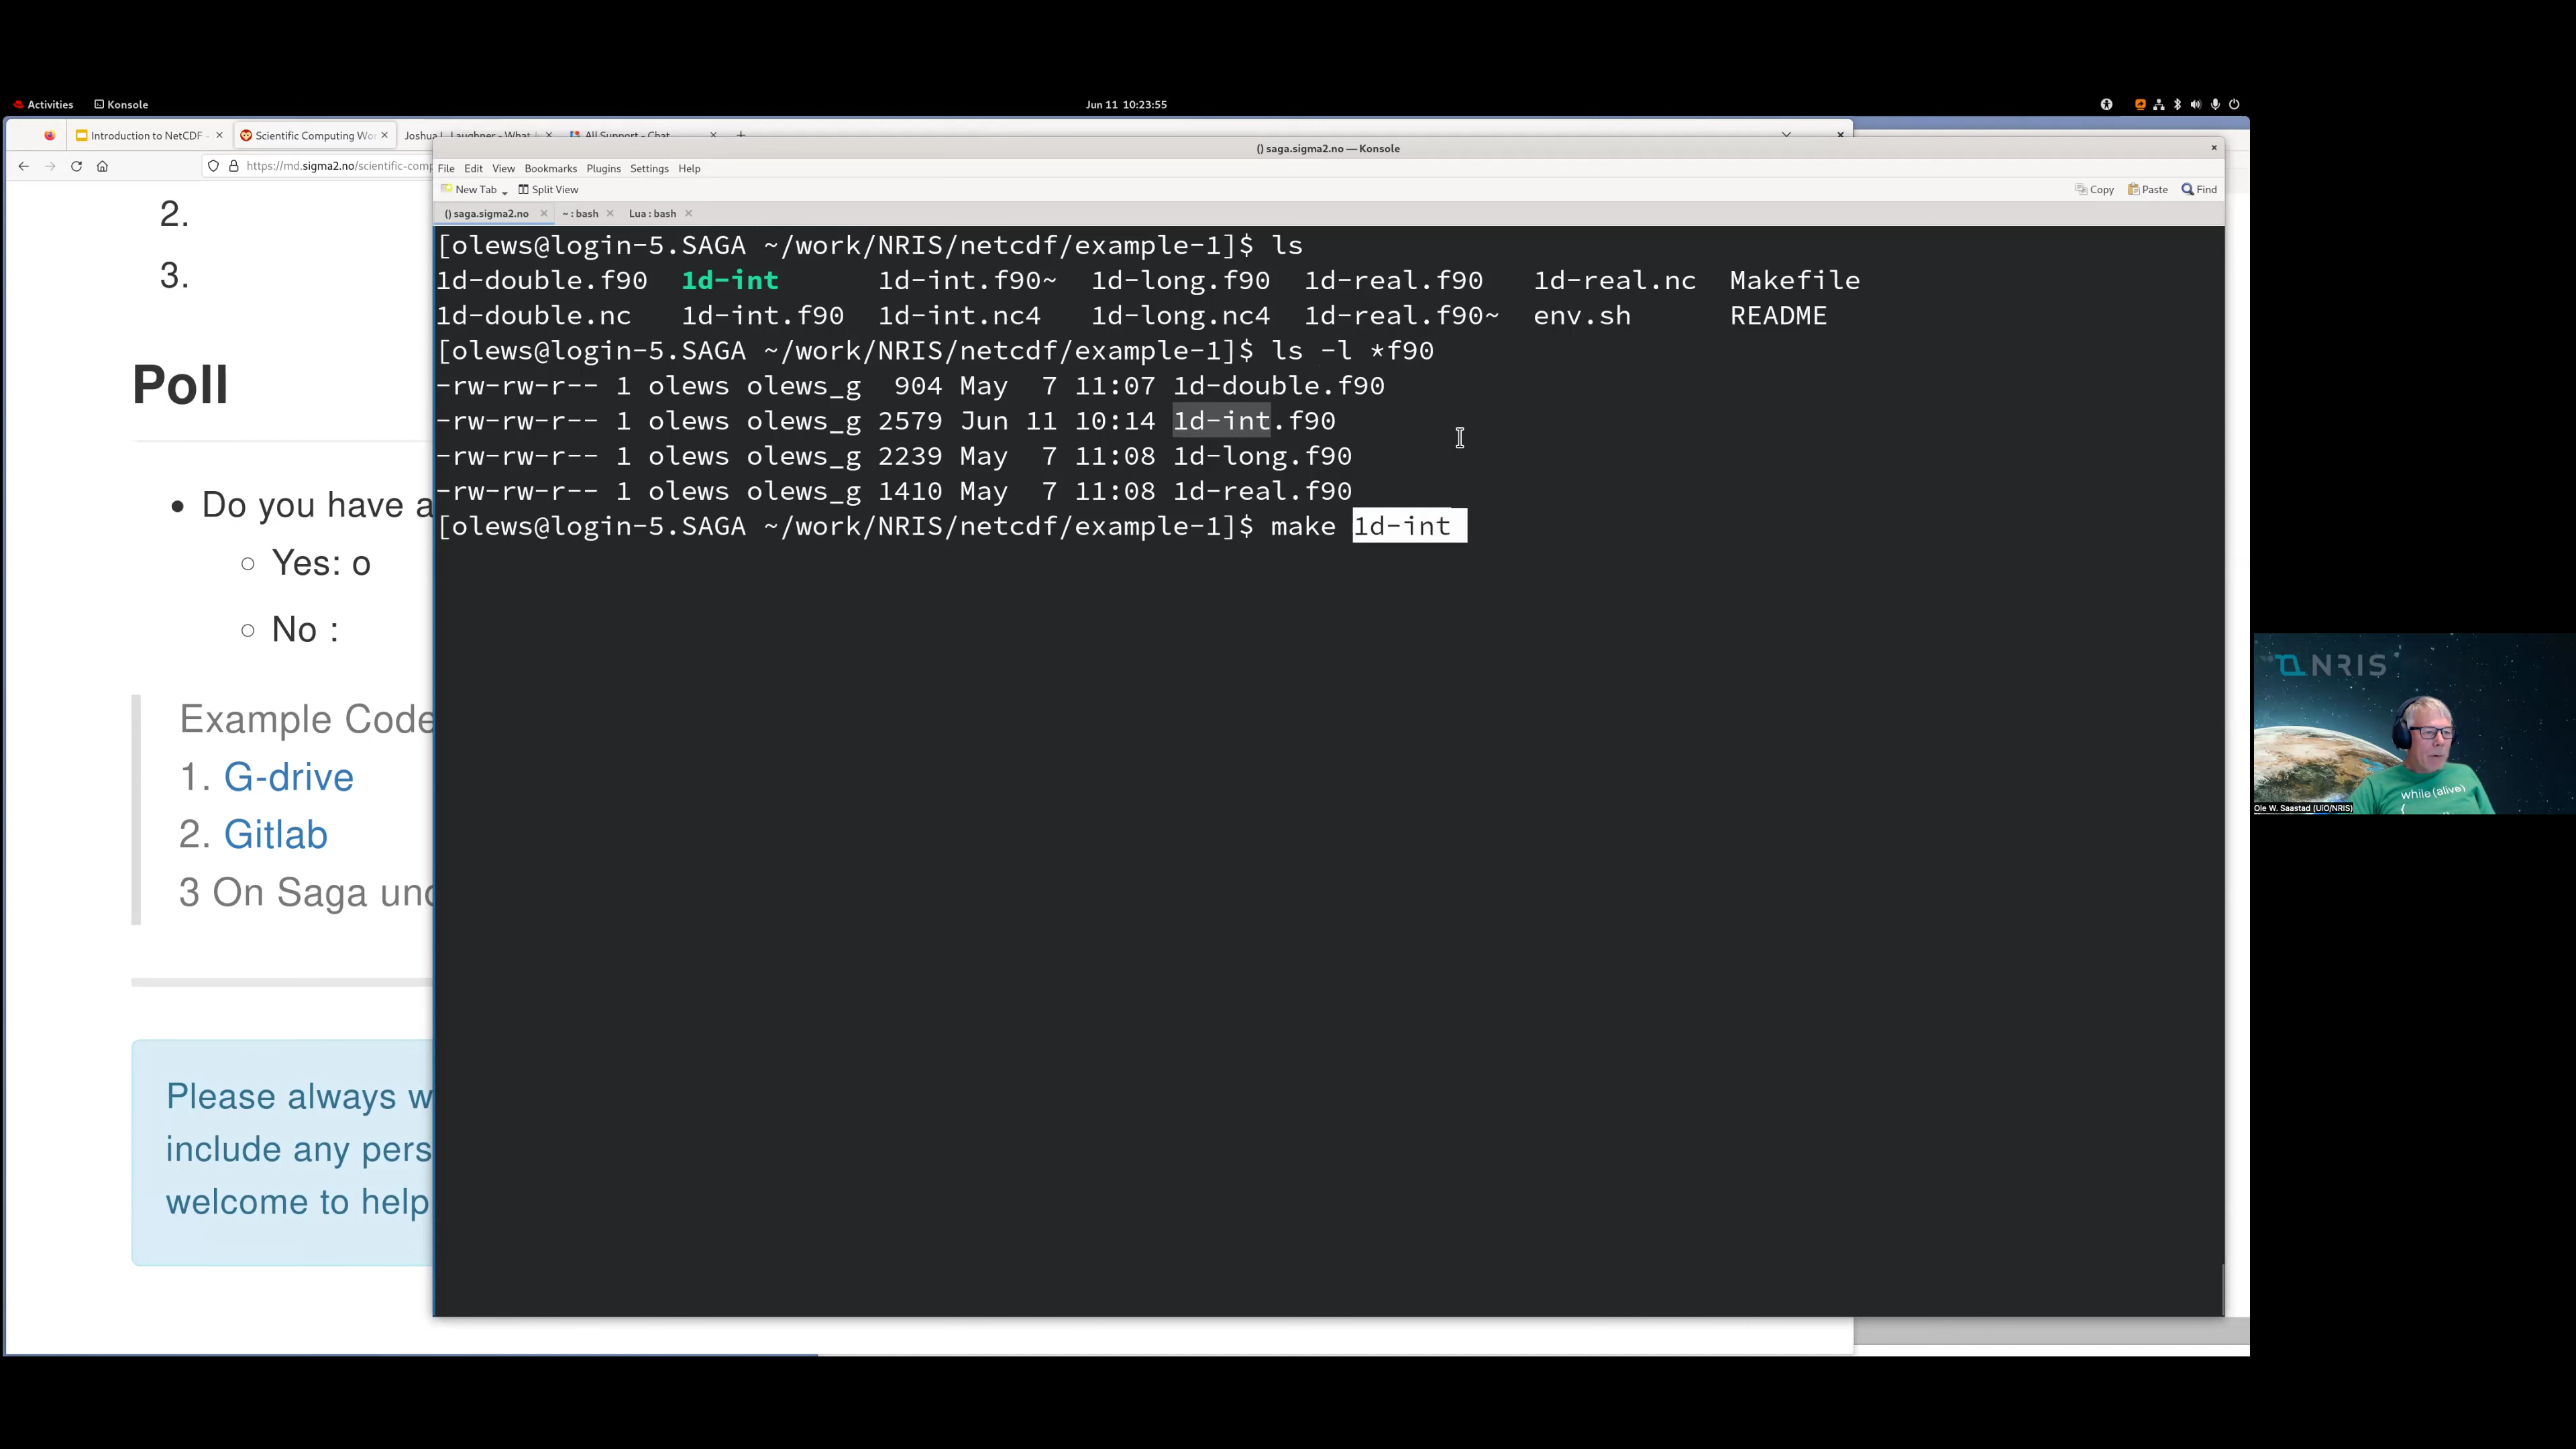 Activities Konsole Jun 11 10:23:55
Introduction to NetCDF - × Scientific Computing Wor × Joshua L. Laughner - What × All Support - Chat × +
https://md.sigma2.no/scientific-comp
() saga.sigma2.no — Konsole
File Edit View Bookmarks Plugins Settings Help
New Tab Split View Copy Paste Find
() saga.sigma2.no ~ : bash Lua : bash
[olews@login-5.SAGA ~/work/NRIS/netcdf/example-1]$ ls
1d-double.f90 1d-int 1d-int.f90~ 1d-long.f90 1d-real.f90 1d-real.nc Makefile
1d-double.nc 1d-int.f90 1d-int.nc4 1d-long.nc4 1d-real.f90~ env.sh README
[olews@login-5.SAGA ~/work/NRIS/netcdf/example-1]$ ls -l *f90
-rw-rw-r-- 1 olews olews_g 904 May 7 11:07 1d-double.f90
-rw-rw-r-- 1 olews olews_g 2579 Jun 11 10:14 1d-int.f90
-rw-rw-r-- 1 olews olews_g 2239 May 7 11:08 1d-long.f90
-rw-rw-r-- 1 olews olews_g 1410 May 7 11:08 1d-real.f90
[olews@login-5.SAGA ~/work/NRIS/netcdf/example-1]$ make 1d-int
2.
3.
Poll
Do you have a
Yes: o
No :
Example Code
1. G-drive
2. Gitlab
3 On Saga und
Please always w
include any pers
welcome to help
NRIS
while(alive)
{
Ole W. Saastad (UiO/NRIS)